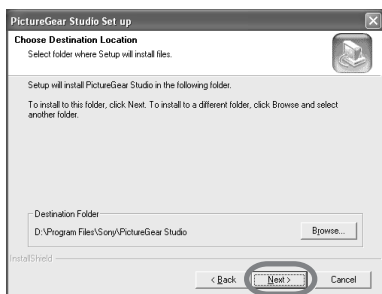 PictureGear Studio Set up
Choose Destination Location
Select folder where Setup will install files.
Setup will install PictureGear Studio in the following folder.
To install to this folder, click Next. To install to a different folder, click Browse and select
another folder.
Destination Folder
D:\Program Files\Sony\PictureGear Studio
Browse...
InstallShield
< Back
Next >
Cancel